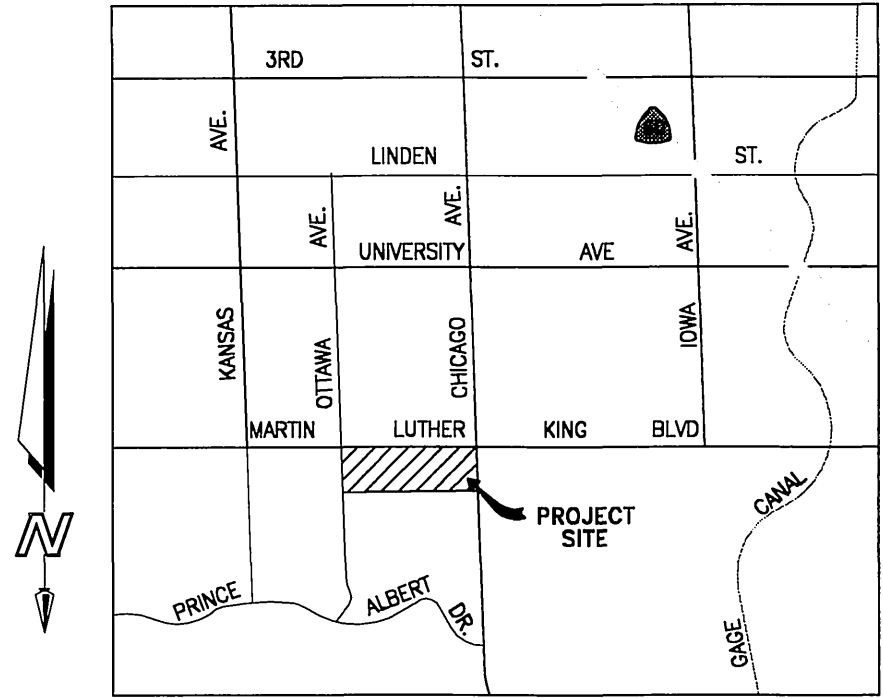 3RD ST.
KANSAS AVE.
LINDEN ST.
OTTAWA AVE.
CHICAGO AVE.
IOWA AVE.
UNIVERSITY AVE
MARTIN LUTHER KING BLVD
PROJECT
SITE
N
PRINCE ALBERT DR.
GAGE CANAL